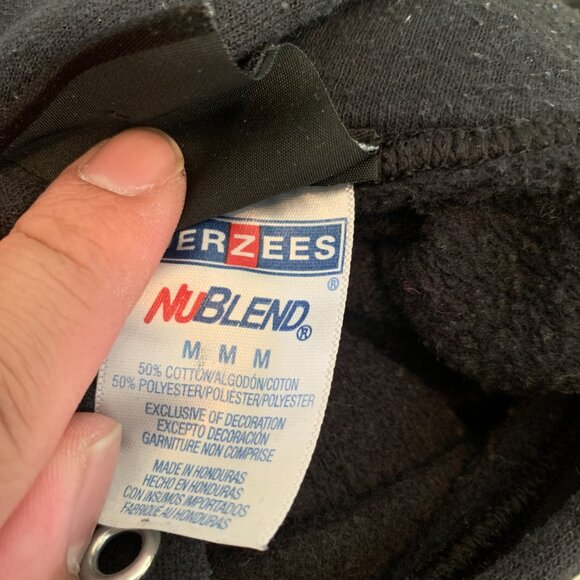 ERZEES
®
NUBLEND®
M M M
50% COTTON/ALGODÓN/COTON
50% POLYESTER/POLIÉSTER/POLYESTER
EXCLUSIVE OF DECORATION
EXCEPTO DECORACIÓN
GARNITURE NON COMPRISE
MADE IN HONDURAS
HECHO EN HONDURAS
CON INSUMOS IMPORTADOS
FABRIQUÉ AU HONDURAS